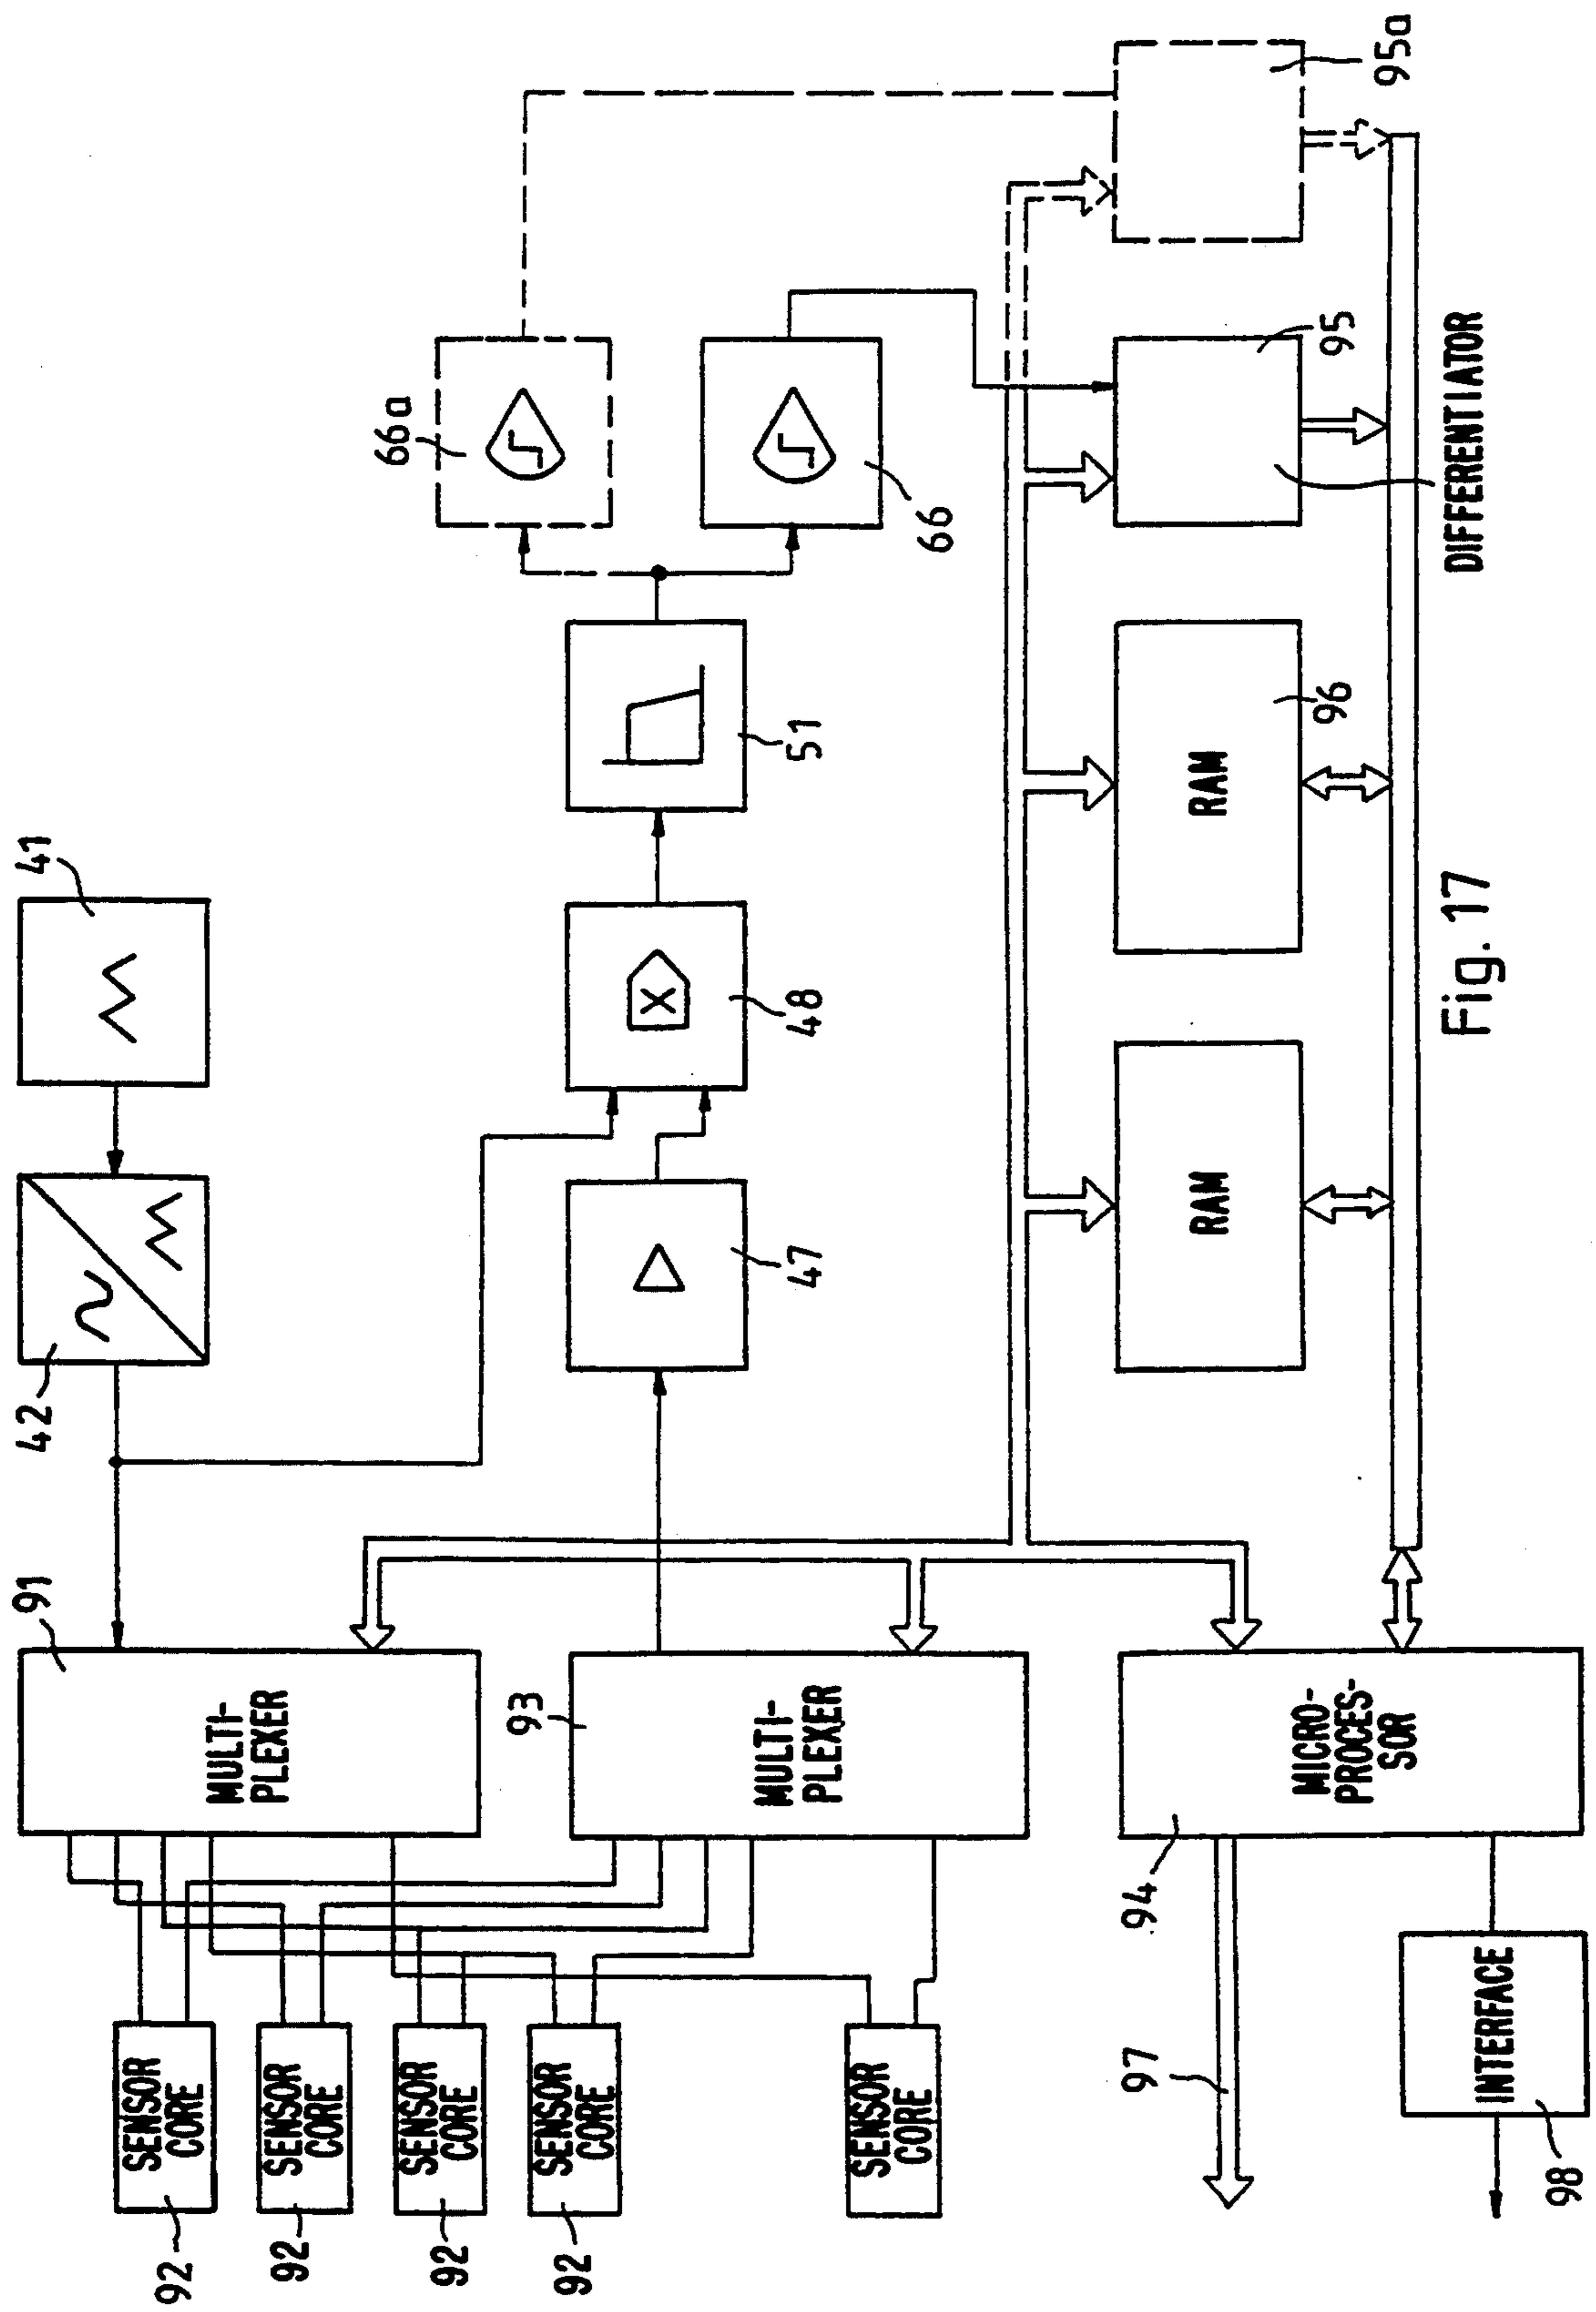 41
42
91
MULTI-
PLEXER
SENSOR
CORE
92
SENSOR
CORE
92
SENSOR
CORE
92
SENSOR
CORE
92
SENSOR
CORE
93
MULTI-
PLEXER
47
X
48
51
66a
66
95a
95
DIFFERENTIATOR
RAM
96
RAM
94
MICRO-
PROCES-
SOR
97
INTERFACE
98
Fig. 17